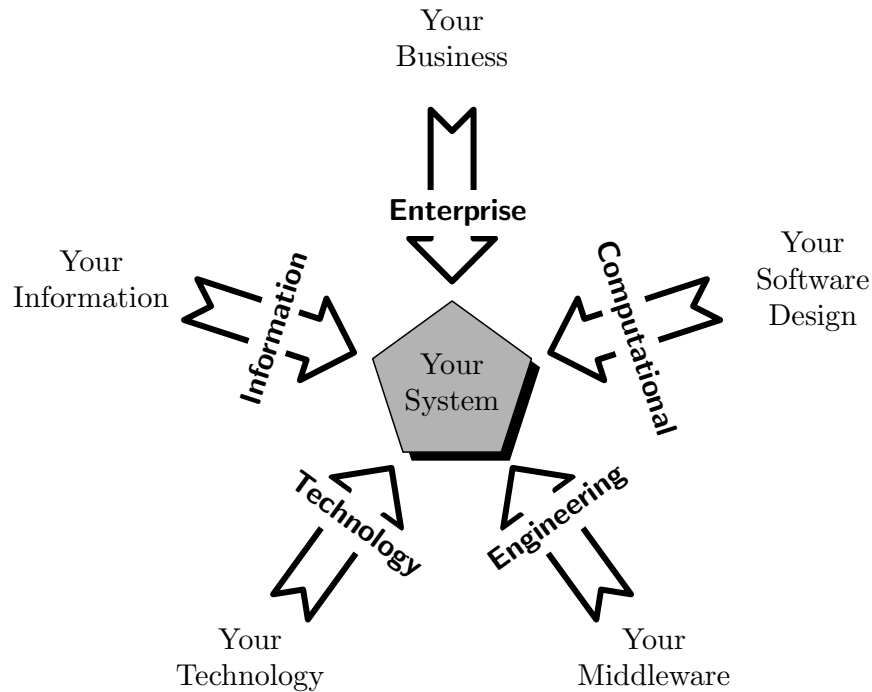 Your
Business
Enterprise
Your
Information
Information
Computational
Your
Software
Design
Your
System
Technology
Engineering
Your
Technology
Your
Middleware